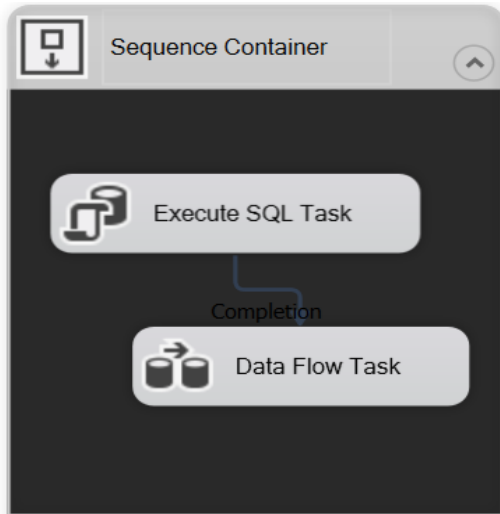 Sequence Container
Execute SQL Task
Completion
Data Flow Task